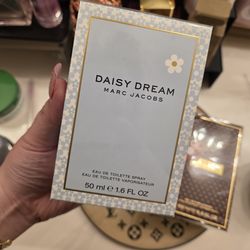 DAISY DREAM
MARC JACOBS
EAU DE TOILETTE SPRAY
EAU DE TOILETTE VAPORISATEUR
50 ml e 1.6 FL OZ